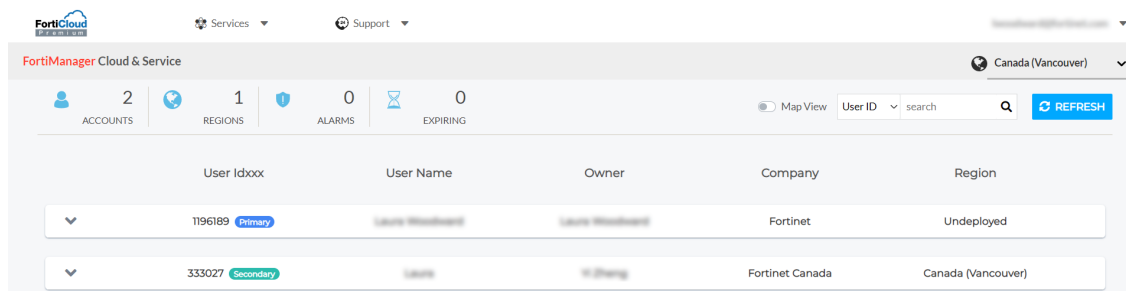 FortiCloud Services Support
Premium
FortiManager Cloud & Service Canada (Vancouver)
2 1 0 0
ACCOUNTS REGIONS ALARMS EXPIRING
Map View User ID search REFRESH
User Idxxx User Name Owner Company Region
1196189 Primary Fortinet Undeployed
333027 Secondary Fortinet Canada Canada (Vancouver)